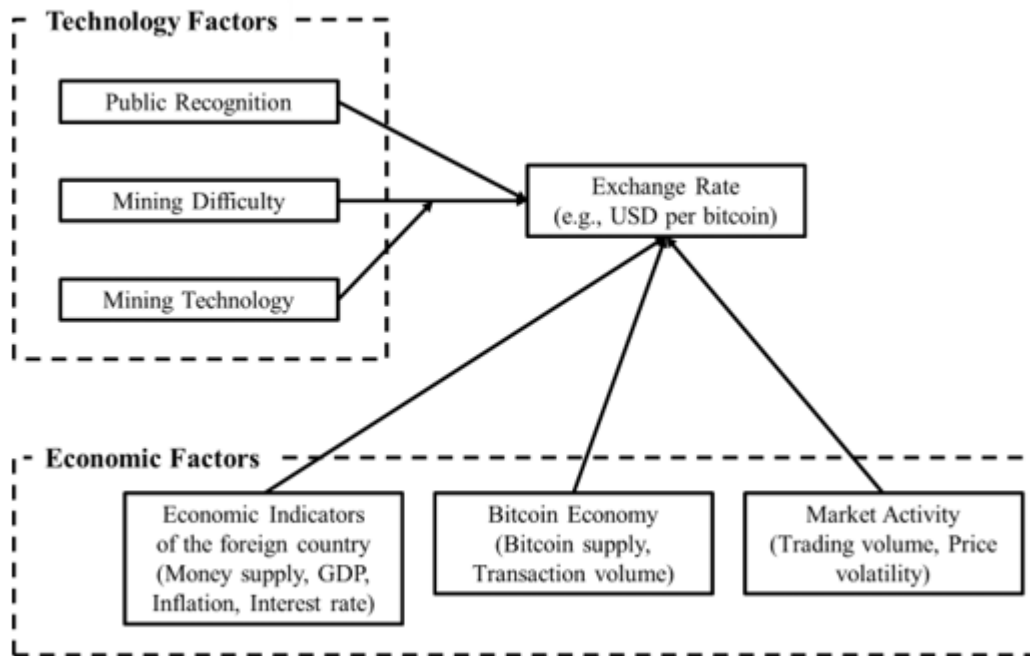 Technology Factors
Public Recognition
Mining Difficulty
Mining Technology
Exchange Rate
(e.g., USD per bitcoin)
Economic Factors
Economic Indicators
of the foreign country
(Money supply, GDP,
Inflation, Interest rate)
Bitcoin Economy
(Bitcoin supply,
Transaction volume)
Market Activity
(Trading volume, Price
volatility)